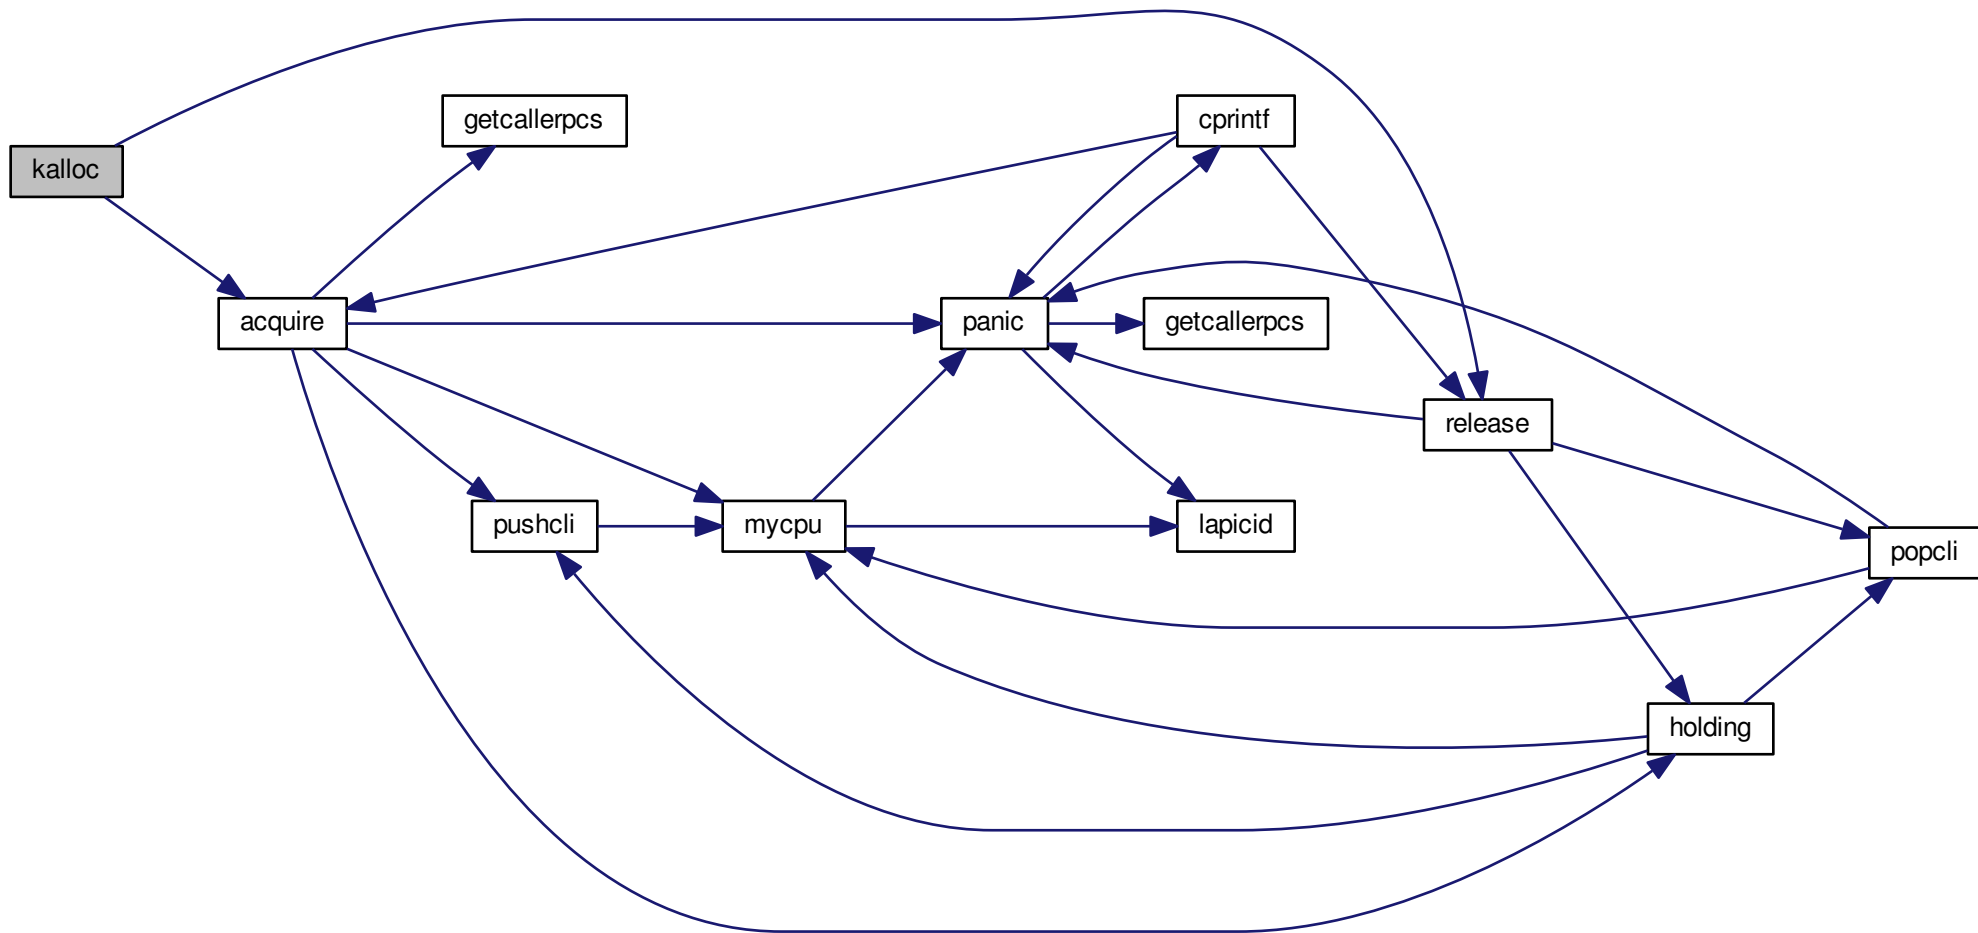 getcallerpcs
cprintf
kalloc
acquire
panic
getcallerpcs
release
pushcli
mycpu
lapicid
popcli
holding